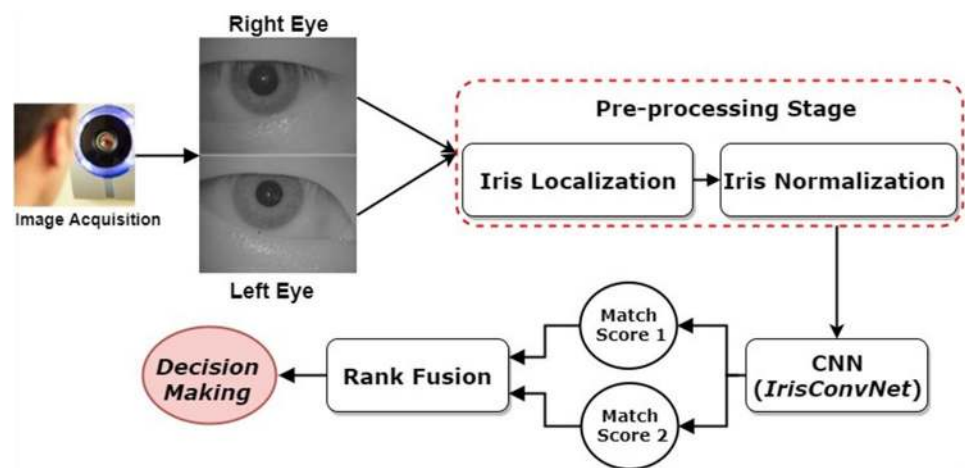 Right Eye
Image Acquisition
Left Eye
Pre-processing Stage
Iris Localization
Iris Normalization
CNN
(IrisConvNet)
Match
Score 1
Match
Score 2
Rank Fusion
Decision
Making